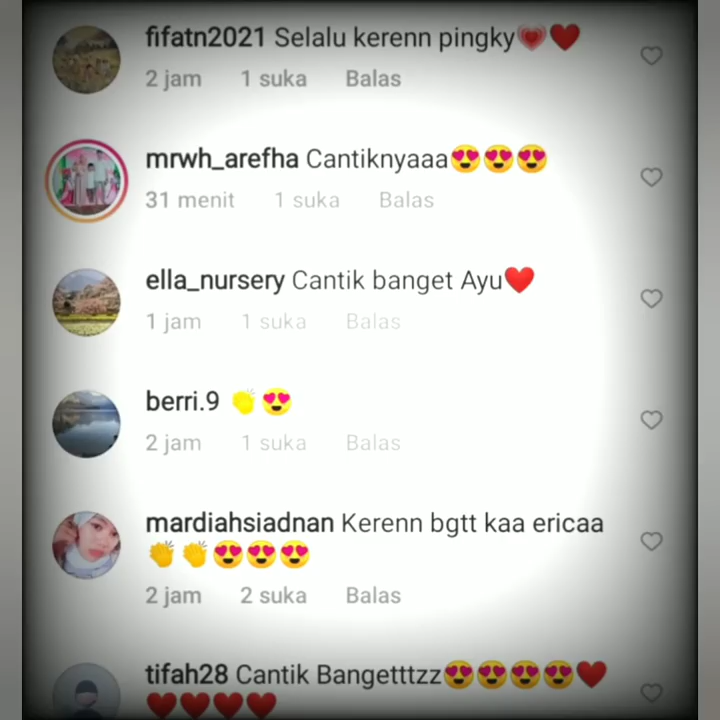 fifatn2021 Selalu kerenn pingky💗❤️
2 jam 1 suka Balas
mrwh_arefha Cantiknyaaa😍😍😍
31 menit 1 suka Balas
ella_nursery Cantik banget Ayu❤️
1 jam 1 suka Balas
berri.9 👏😍
2 jam 1 suka Balas
mardiahsiadnan Kerenn bgtt kaa ericaa
👏👏😍😍😍
2 jam 2 suka Balas
tifah28 Cantik Bangetttzz😍😍😍😍❤️
❤️❤️❤️❤️